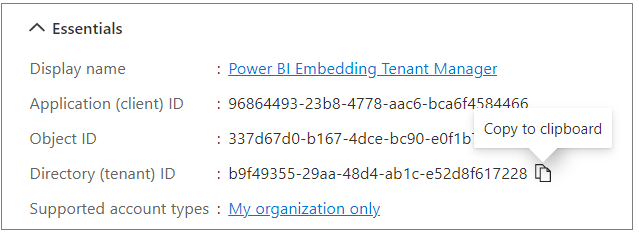 Essentials
Display name : Power BI Embedding Tenant Manager
Application (client) ID : 96864493-23b8-4778-aac6-bca6f4584466
Object ID : 337d67d0-b167-4dce-bc90-e0f1b
Copy to clipboard
Directory (tenant) ID : b9f49355-29aa-48d4-ab1c-e52d8f617228
Supported account types : My organization only